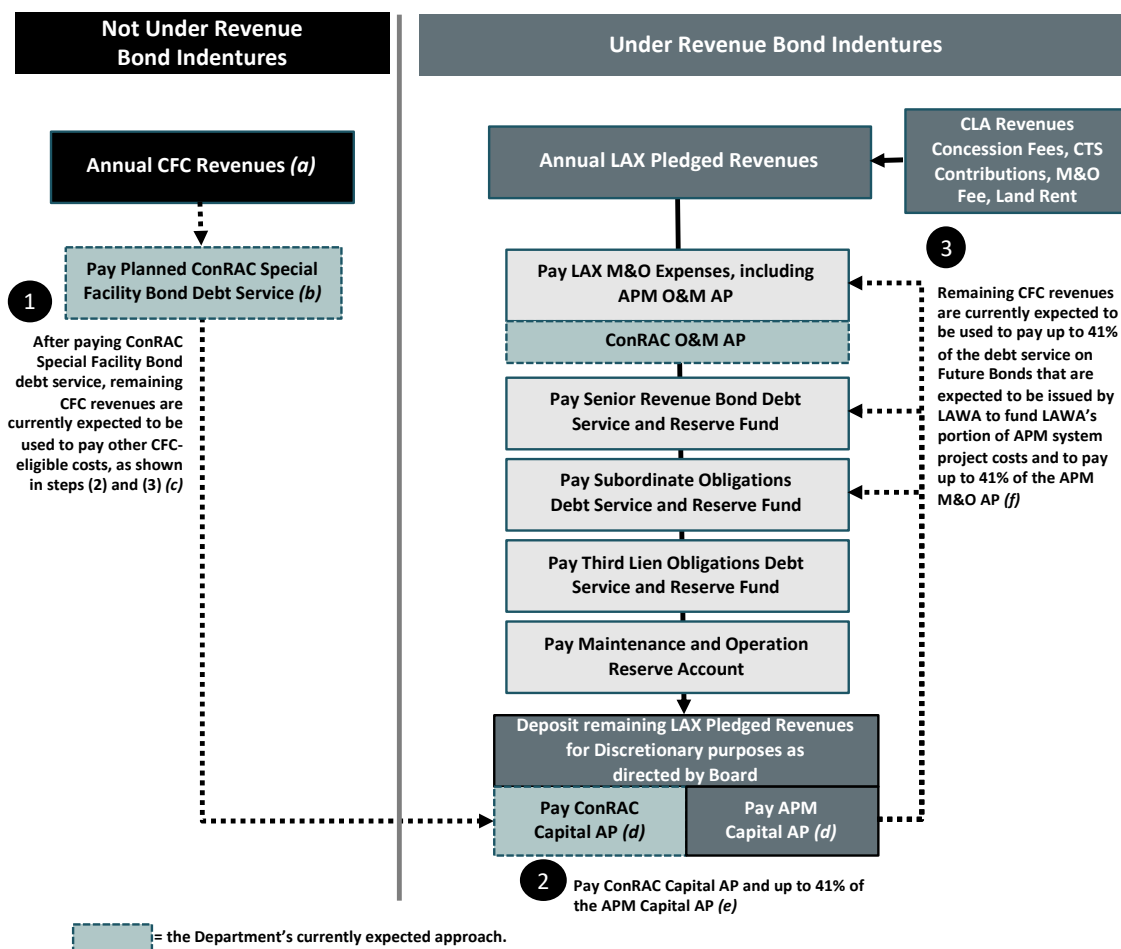 Not Under Revenue
Bond Indentures
Under Revenue Bond Indentures
Annual CFC Revenues (a)
Annual LAX Pledged Revenues
CLA Revenues
Concession Fees, CTS
Contributions, M&O
Fee, Land Rent
Pay Planned ConRAC Special
Facility Bond Debt Service (b)
1
After paying ConRAC
Special Facility Bond
debt service, remaining
CFC revenues are
currently expected to be
used to pay other CFC-
eligible costs, as shown
in steps (2) and (3) (c)
Pay LAX M&O Expenses, including
APM O&M AP
ConRAC O&M AP
Pay Senior Revenue Bond Debt
Service and Reserve Fund
Pay Subordinate Obligations
Debt Service and Reserve Fund
Pay Third Lien Obligations Debt
Service and Reserve Fund
Pay Maintenance and Operation
Reserve Account
Deposit remaining LAX Pledged Revenues
for Discretionary purposes as
directed by Board
Pay ConRAC
Capital AP (d)
Pay APM
Capital AP (d)
3
Remaining CFC revenues
are currently expected to
be used to pay up to 41%
of the debt service on
Future Bonds that are
expected to be issued by
LAWA to fund LAWA’s
portion of APM system
project costs and to pay
up to 41% of the APM
M&O AP (f)
2
Pay ConRAC Capital AP and up to 41% of
the APM Capital AP (e)
= the Department’s currently expected approach.